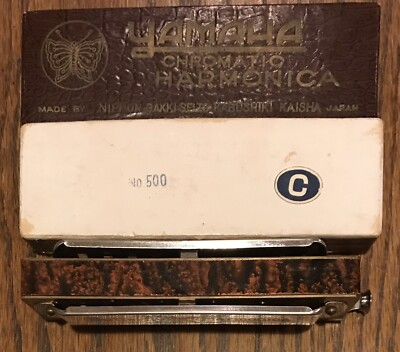 YAMAHA
CHROMATIC
HARMONICA
MADE BY NIPPON GAKKI SEIZO KABUSHIKI KAISHA JAPAN
NO 500
C